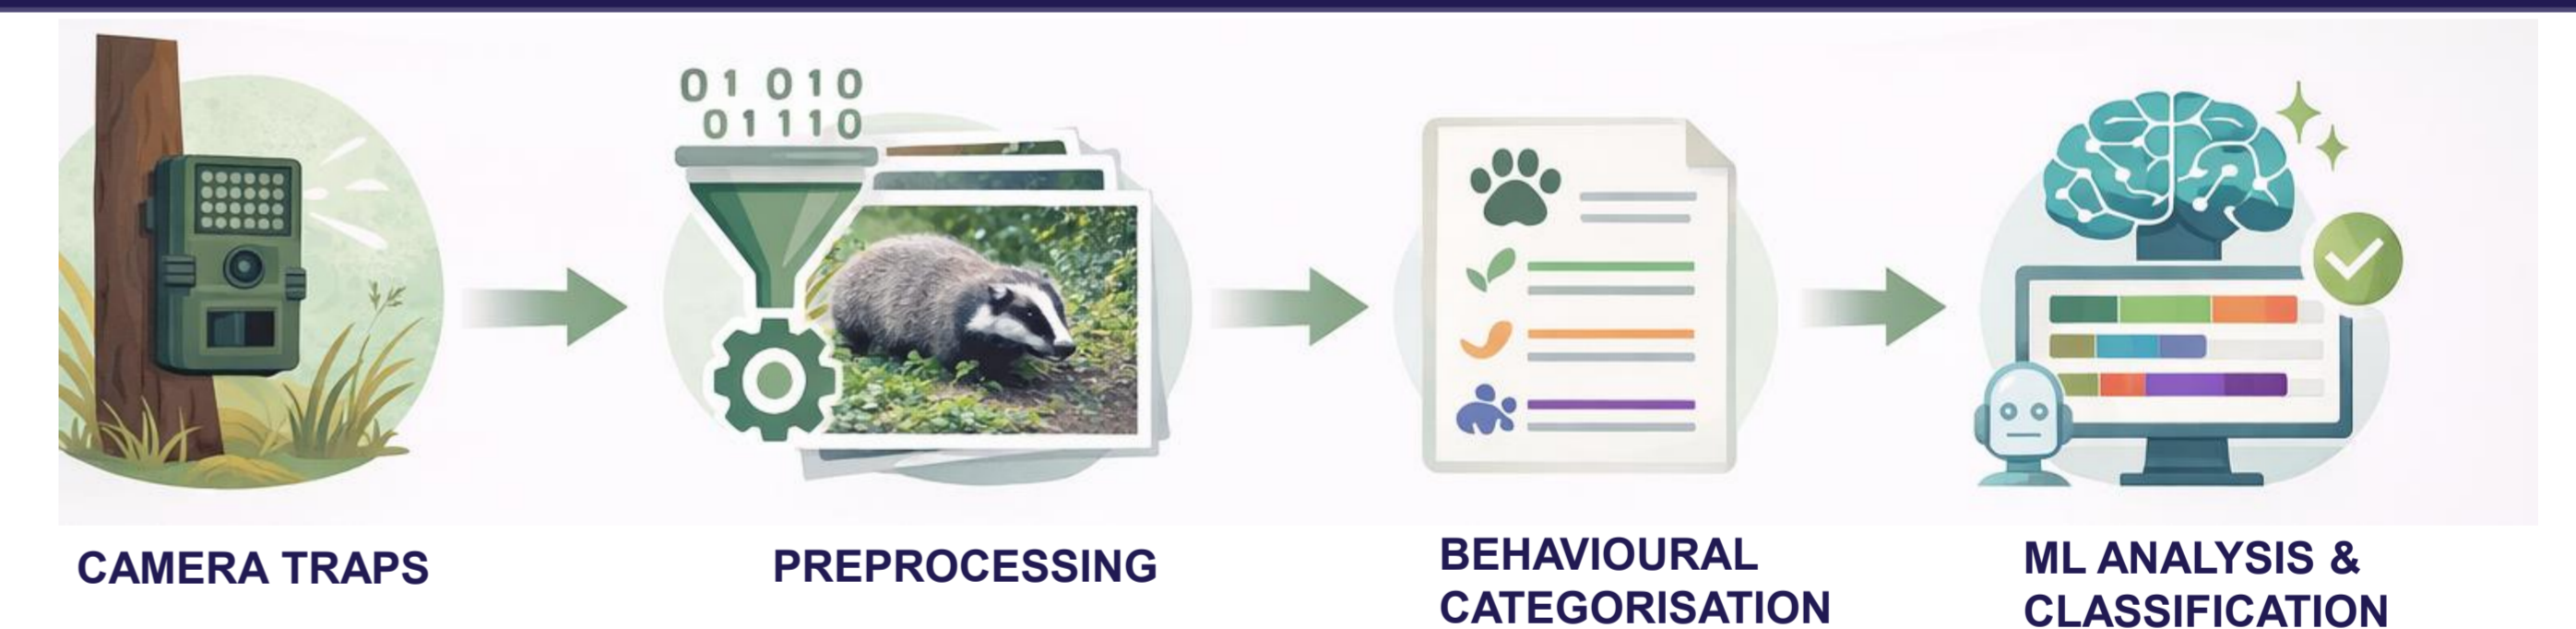 01 010
01110
CAMERA TRAPS
PREPROCESSING
BEHAVIOURAL
CATEGORISATION
ML ANALYSIS &
CLASSIFICATION